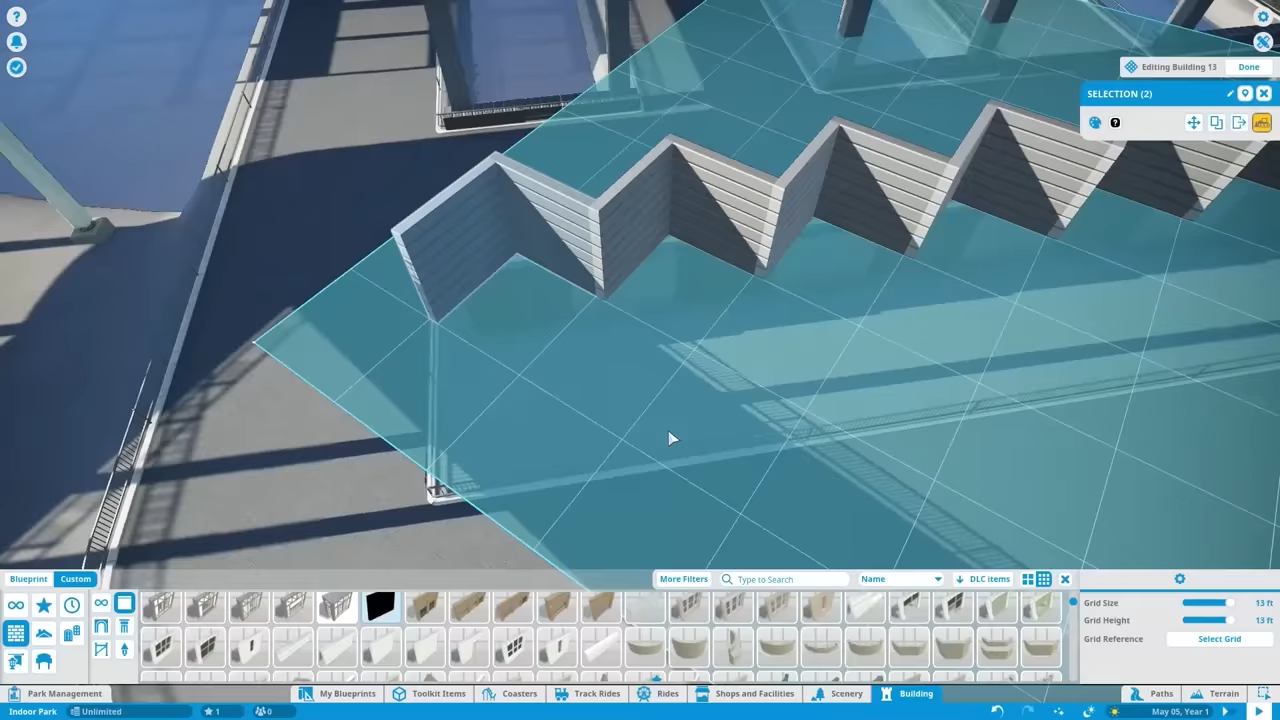 Editing Building 13
Done
SELECTION (2)
Blueprint
Custom
More Filters
Type to Search
Name
DLC items
Grid Size
13 ft
Grid Height
13 ft
Grid Reference
Select Grid
Park Management
My Blueprints
Toolkit Items
Coasters
Track Rides
Rides
Shops and Facilities
Scenery
Building
Paths
Terrain
Indoor Park
Unlimited
1
0
May 05, Year 1